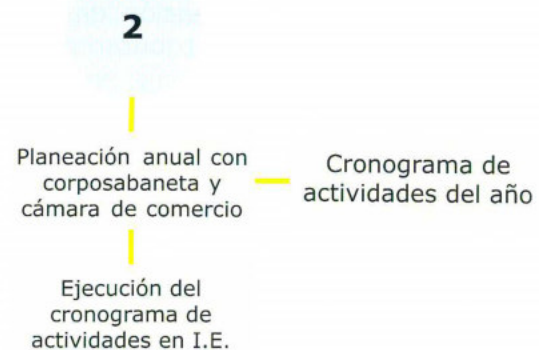 2
Planeación anual con
corposabaneta y
cámara de comercio
Cronograma de
actividades del año
Ejecución del
cronograma de
actividades en I.E.